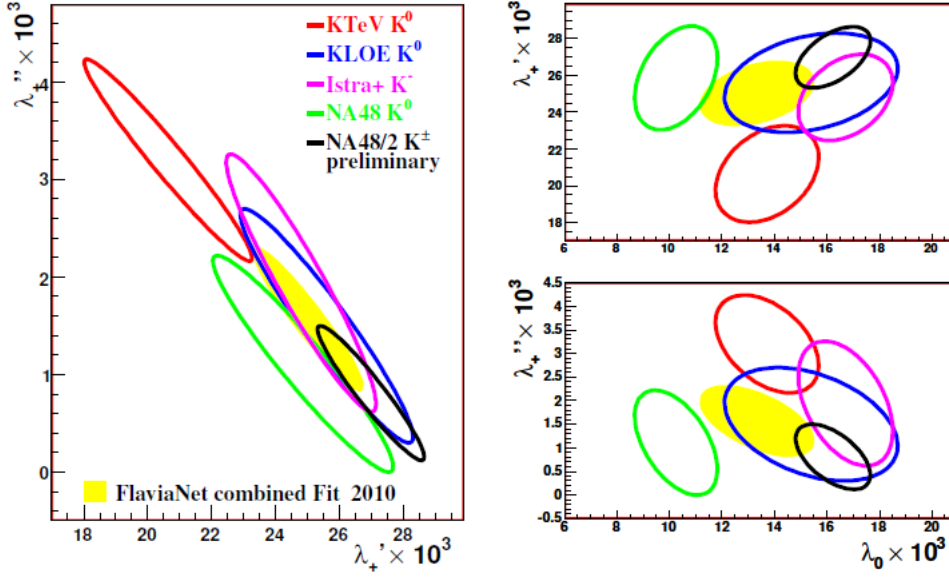 λ+'' × 10³
4
3
2
1
0
KTeV K⁰
KLOE K⁰
Istra+ K⁻
NA48 K⁰
NA48/2 K±
preliminary
FlaviaNet combined Fit 2010
18 20 22 24 26 28
λ+' × 10³
λ+' × 10³
28
26
24
22
20
18
6 8 10 12 14 16 18 20
λ+'' × 10³
4.5
4
3.5
3
2.5
2
1.5
1
0.5
0
-0.5
6 8 10 12 14 16 18 20
λ0 × 10³